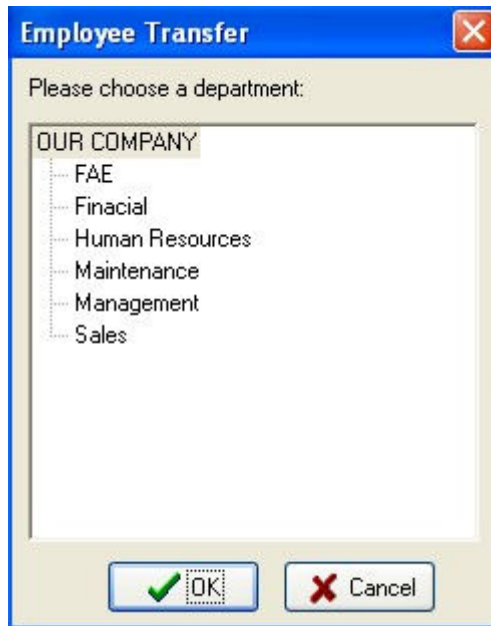 Employee Transfer
Please choose a department:
OUR COMPANY
FAE
Finacial
Human Resources
Maintenance
Management
Sales
OK
Cancel